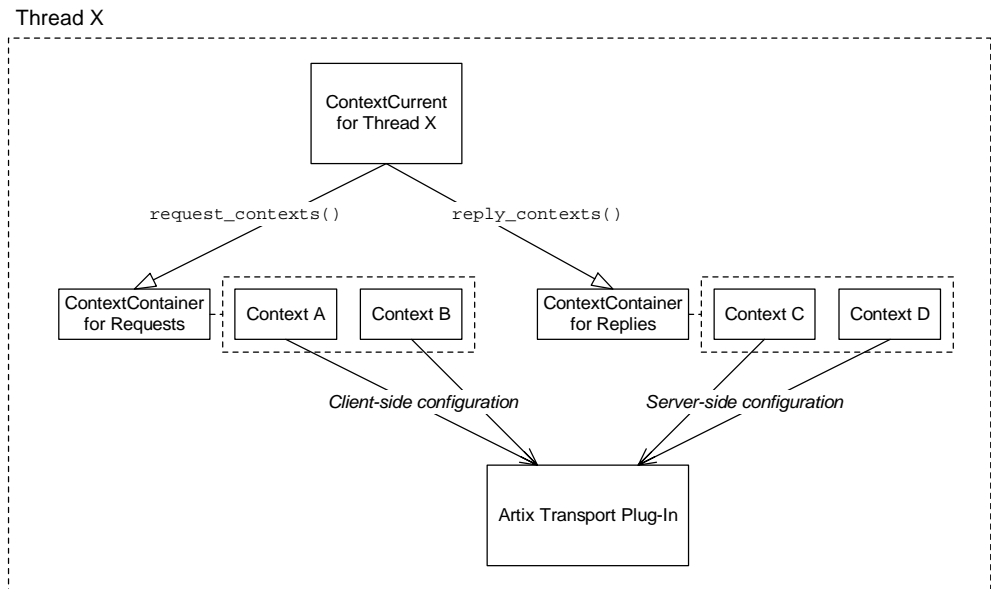 Thread X
ContextCurrent
for Thread X
request_contexts()
reply_contexts()
ContextContainer
for Requests
Context A
Context B
ContextContainer
for Replies
Context C
Context D
Client-side configuration
Server-side configuration
Artix Transport Plug-In